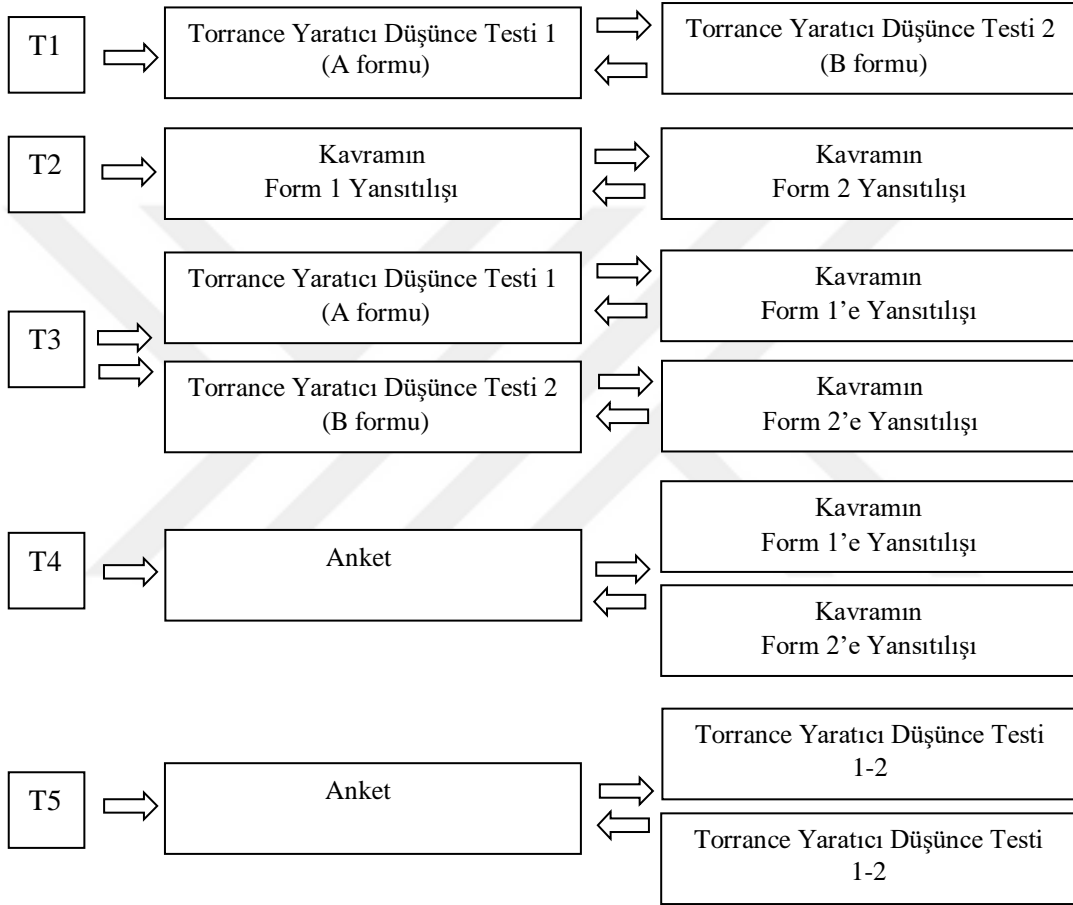 T1
Torrance Yaratıcı Düşünce Testi 1
(A formu)
Torrance Yaratıcı Düşünce Testi 2
(B formu)
T2
Kavramın
Form 1 Yansıtılışı
Kavramın
Form 2 Yansıtılışı
T3
Torrance Yaratıcı Düşünce Testi 1
(A formu)
Kavramın
Form 1’e Yansıtılışı
Torrance Yaratıcı Düşünce Testi 2
(B formu)
Kavramın
Form 2’e Yansıtılışı
T4
Anket
Kavramın
Form 1’e Yansıtılışı
Kavramın
Form 2’e Yansıtılışı
T5
Anket
Torrance Yaratıcı Düşünce Testi
1-2
Torrance Yaratıcı Düşünce Testi
1-2